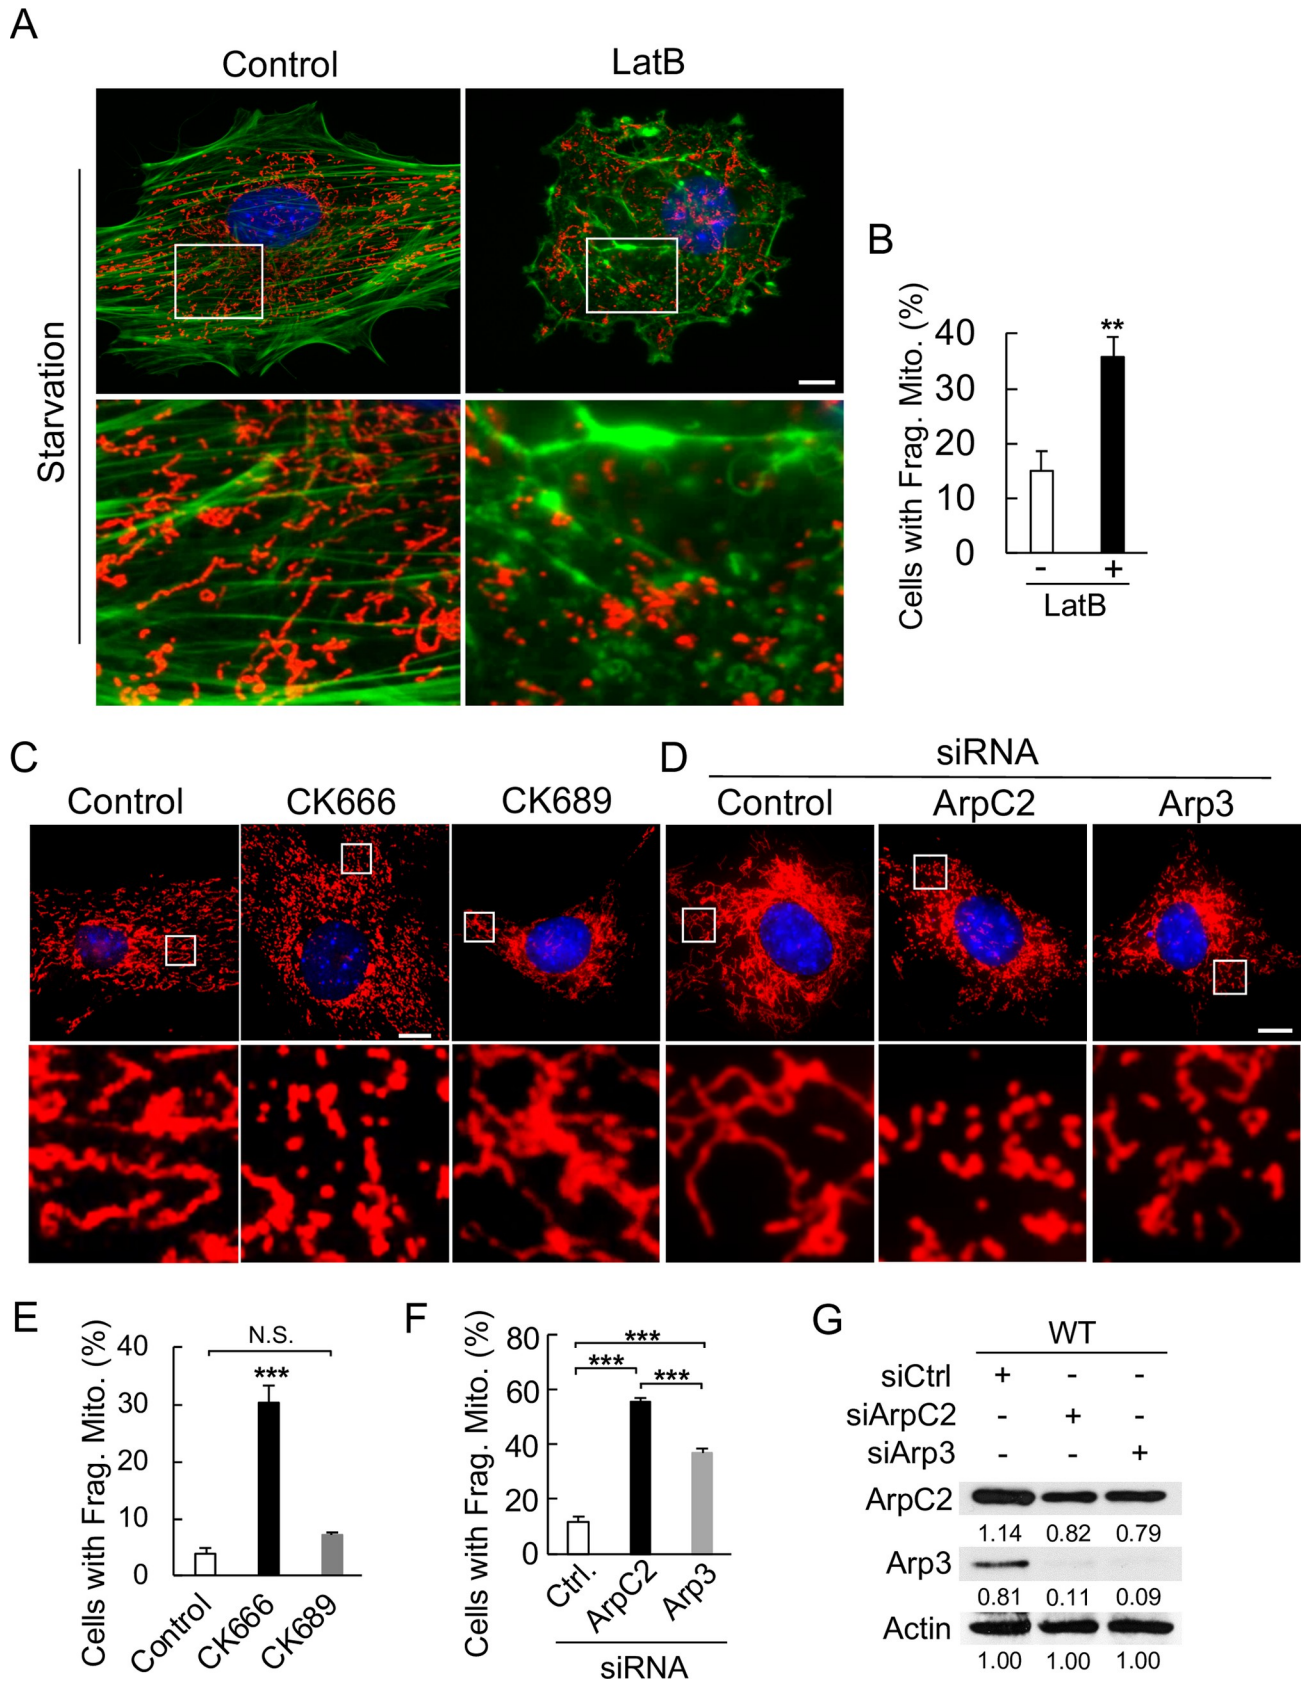 A
Control LatB
Starvation
B
Cells with Frag. Mito. (%)
40
30
20
10
0
**
- +
LatB
C
Control CK666 CK689
D
siRNA
Control ArpC2 Arp3
E
Cells with Frag. Mito. (%)
40
30
20
10
0
N.S.
***
Control CK666 CK689
F
Cells with Frag. Mito. (%)
80
60
40
20
0
***
*** ***
Ctrl. ArpC2 Arp3
siRNA
G
WT
siCtrl + - -
siArpC2 - + -
siArp3 - - +
ArpC2
1.14 0.82 0.79
Arp3
0.81 0.11 0.09
Actin
1.00 1.00 1.00